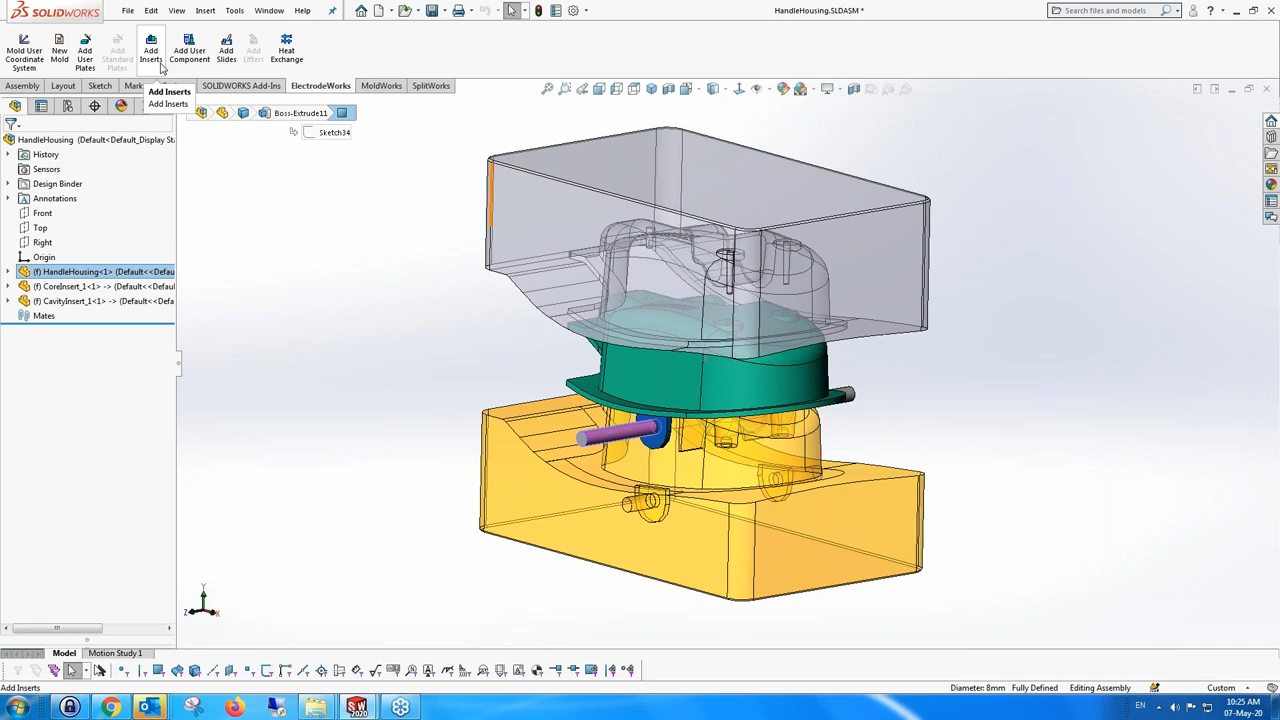 SOLIDWORKS File Edit View Insert Tools Window Help HandleHousing.SLDASM * Search files and models
Mold User Coordinate System
New Mold
Add User Plates
Add Standard Plates
Add Inserts
Add User Component
Add Slides
Add Lifters
Heat Exchange
Assembly Layout Sketch Mark SOLIDWORKS Add-Ins ElectrodeWorks MoldWorks SplitWorks
Add Inserts
Add Inserts
Boss-Extrude11
Sketch34
HandleHousing (Default<Default_Display Sta
History
Sensors
Design Binder
Annotations
Front
Top
Right
Origin
(f) HandleHousing<1> (Default<<Defau
(f) CoreInsert_1<1> -> (Default<<Defau
(f) CavityInsert_1<1> -> (Default<<Defa
Mates
Y
Z X
Model Motion Study 1
Add Inserts Diameter: 8mm Fully Defined Editing Assembly Custom
SW 2020
EN 10:25 AM
07-May-20